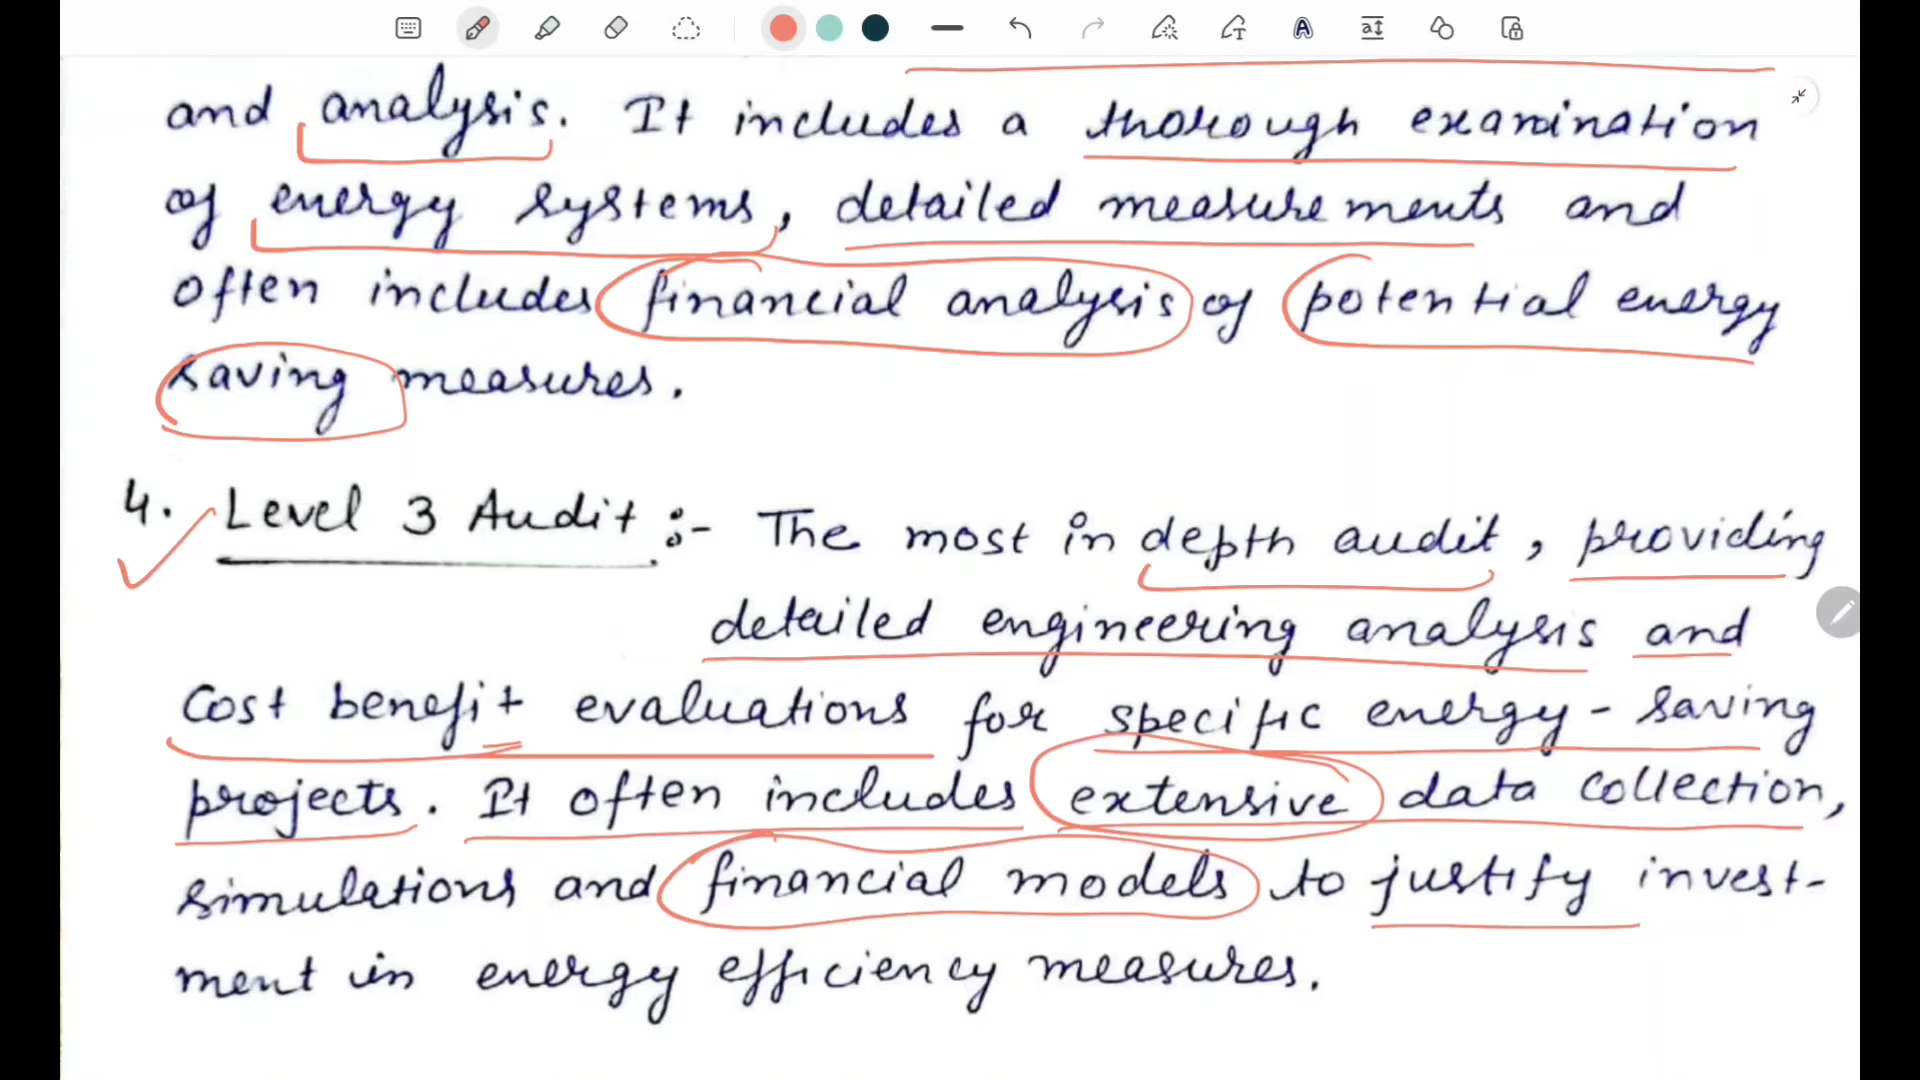 and analysis. It includes a thorough examination
of energy systems, detailed measurements and
often includes financial analysis of potential energy
saving measures.
4. Level 3 Audit :- The most in depth audit, providing
detailed engineering analysis and
Cost benefit evaluations for specific energy-saving
projects. It often includes extensive data collection,
simulations and financial models to justify invest-
ment in energy efficiency measures.